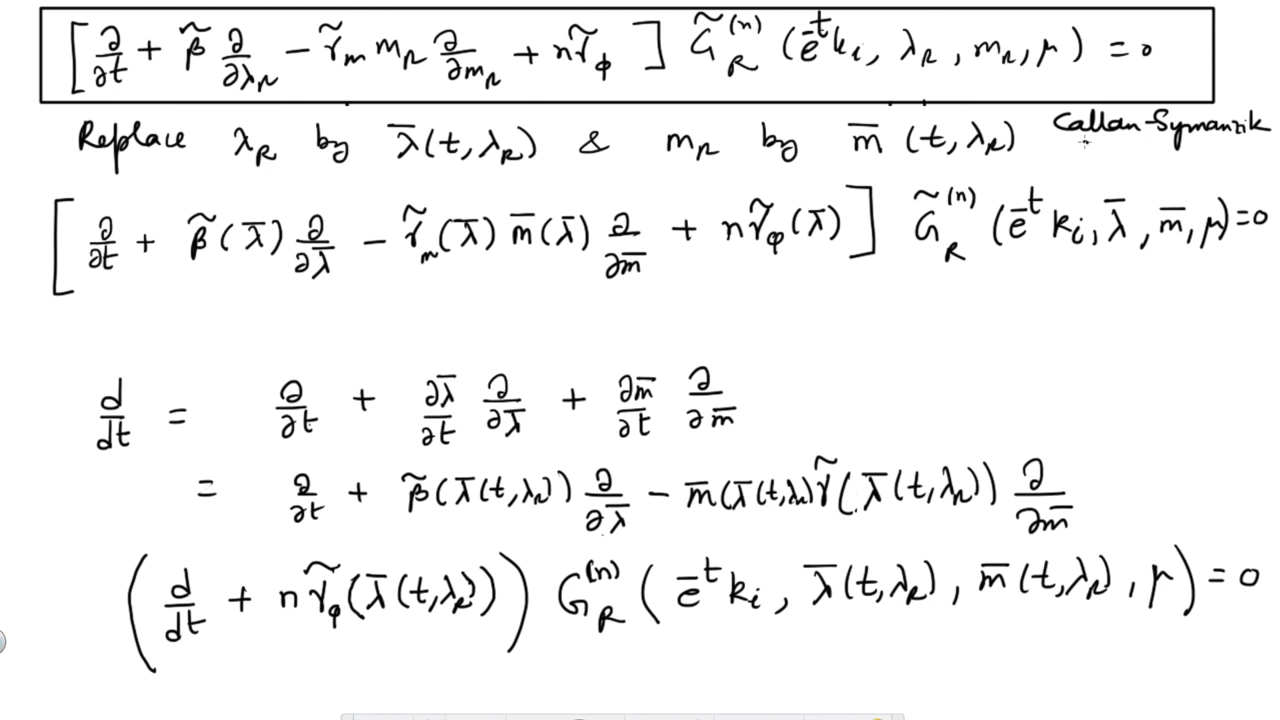 [∂/∂t + β̃ ∂/∂λ_R − γ̃_m m_R ∂/∂m_R + nγ̃_φ] G̃_R^(n) (e^-t k_i, λ_R, m_R, μ) = 0
Replace λ_R by λ̄(t, λ_R) & m_R by m̄ (t, λ_R) Callan-Symanzik
[∂/∂t + β̃(λ̄) ∂/∂λ̄ − γ̃_m(λ̄) m̄(λ̄) ∂/∂m̄ + nγ̃_φ(λ̄)] G̃_R^(n) (e^-t k_i, λ̄, m̄, μ) = 0
d/dt = ∂/∂t + ∂λ̄/∂t ∂/∂λ̄ + ∂m̄/∂t ∂/∂m̄
= ∂/∂t + β̃(λ̄(t, λ_R)) ∂/∂λ̄ − m̄(λ̄(t, λ_R) γ̃(λ̄(t, λ_R)) ∂/∂m̄
(d/dt + nγ̃_φ(λ̄(t, λ_R))) G_R^(n) (e^-t k_i, λ̄(t, λ_R), m̄(t, λ_R), μ) = 0